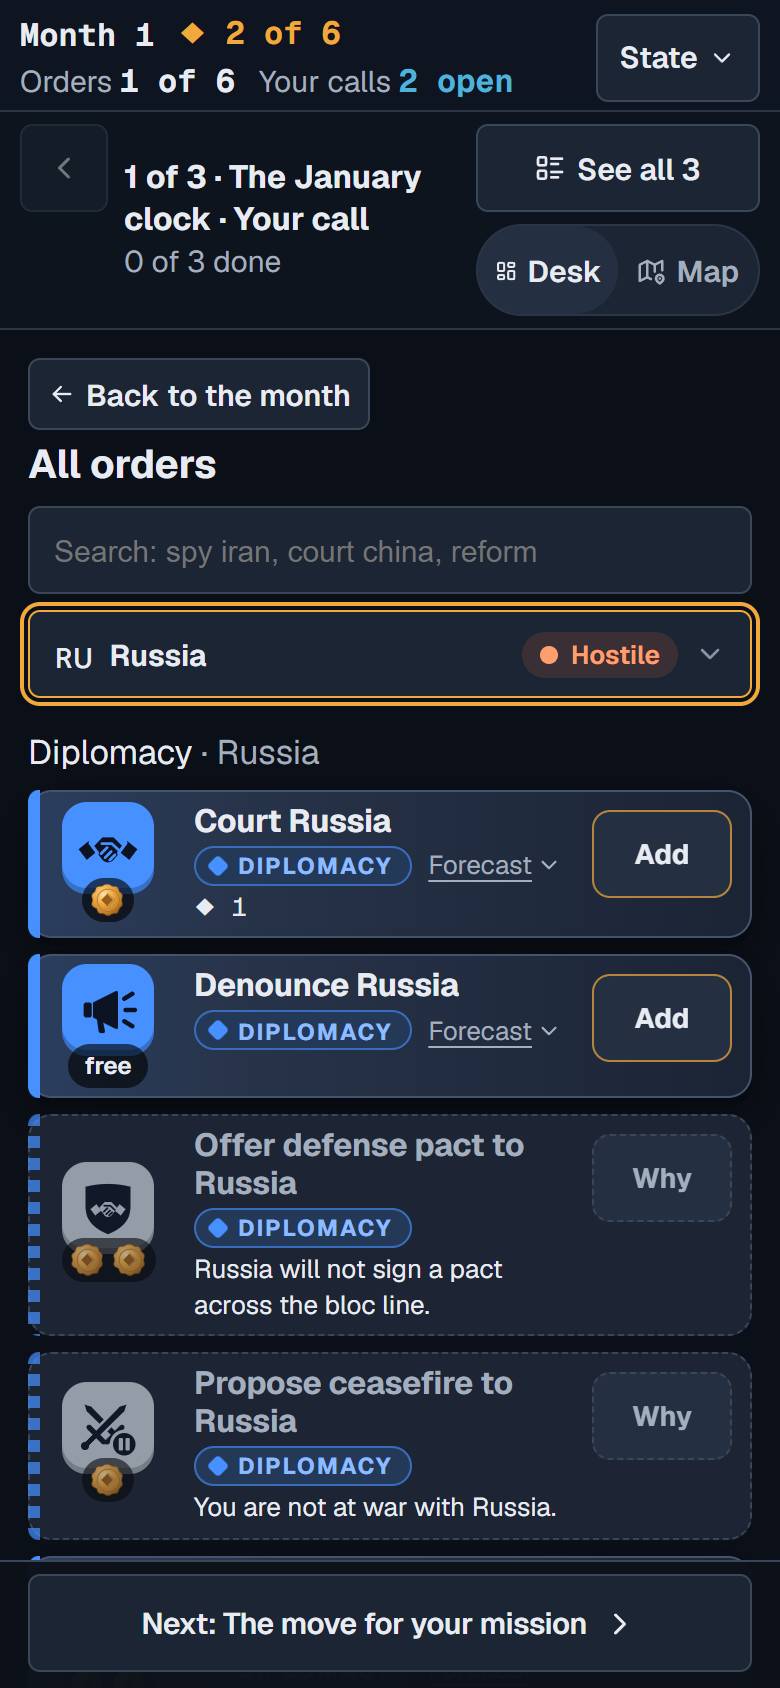 Month 1 ◆ 2 of 6
Orders 1 of 6 Your calls 2 open
State
1 of 3 · The January
clock · Your call
0 of 3 done
See all 3
Desk
Map
Back to the month
All orders
Search: spy iran, court china, reform
RU Russia
Hostile
Diplomacy · Russia
Court Russia
DIPLOMACY Forecast
◆ 1
Add
Denounce Russia
DIPLOMACY Forecast
free
Add
Offer defense pact to
Russia
DIPLOMACY
Russia will not sign a pact
across the bloc line.
Why
Propose ceasefire to
Russia
DIPLOMACY
You are not at war with Russia.
Why
Next: The move for your mission